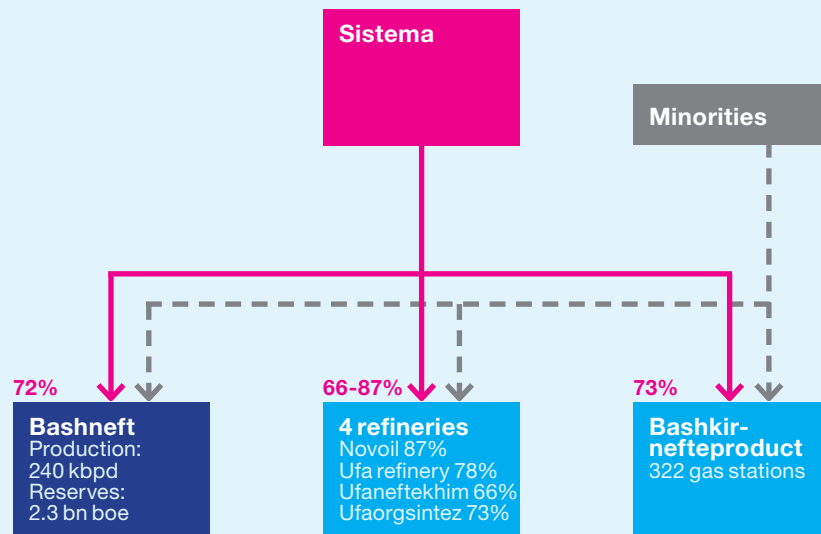 Sistema
Minorities
72%
66-87%
73%
Bashneft
Production:
240 kbpd
Reserves:
2.3 bn boe
4 refineries
Novoil 87%
Ufa refinery 78%
Ufaneftekhim 66%
Ufaorgsintez 73%
Bashkir-
nefteproduct
322 gas stations